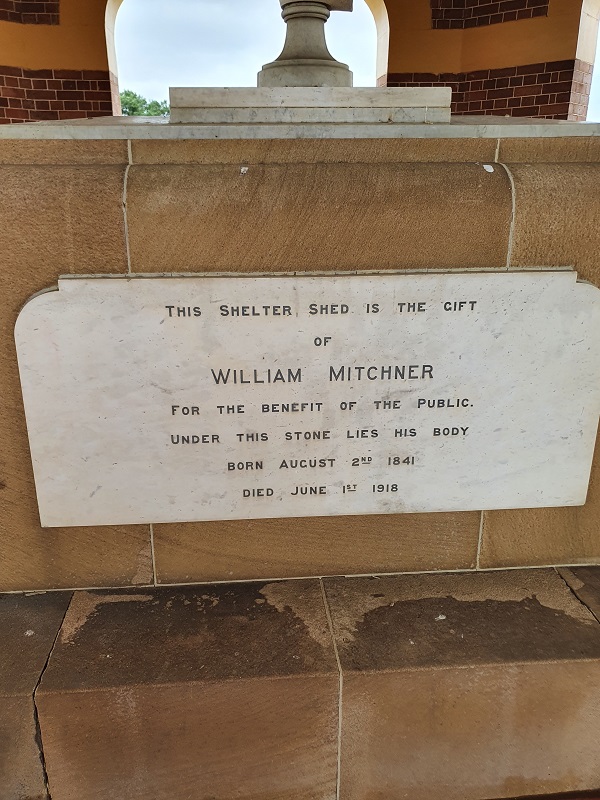 This Shelter Shed is the gift
of
William Mitchner
For the benefit of the Public.
Under this stone lies his body
born August 2nd 1841
died June 1st 1918